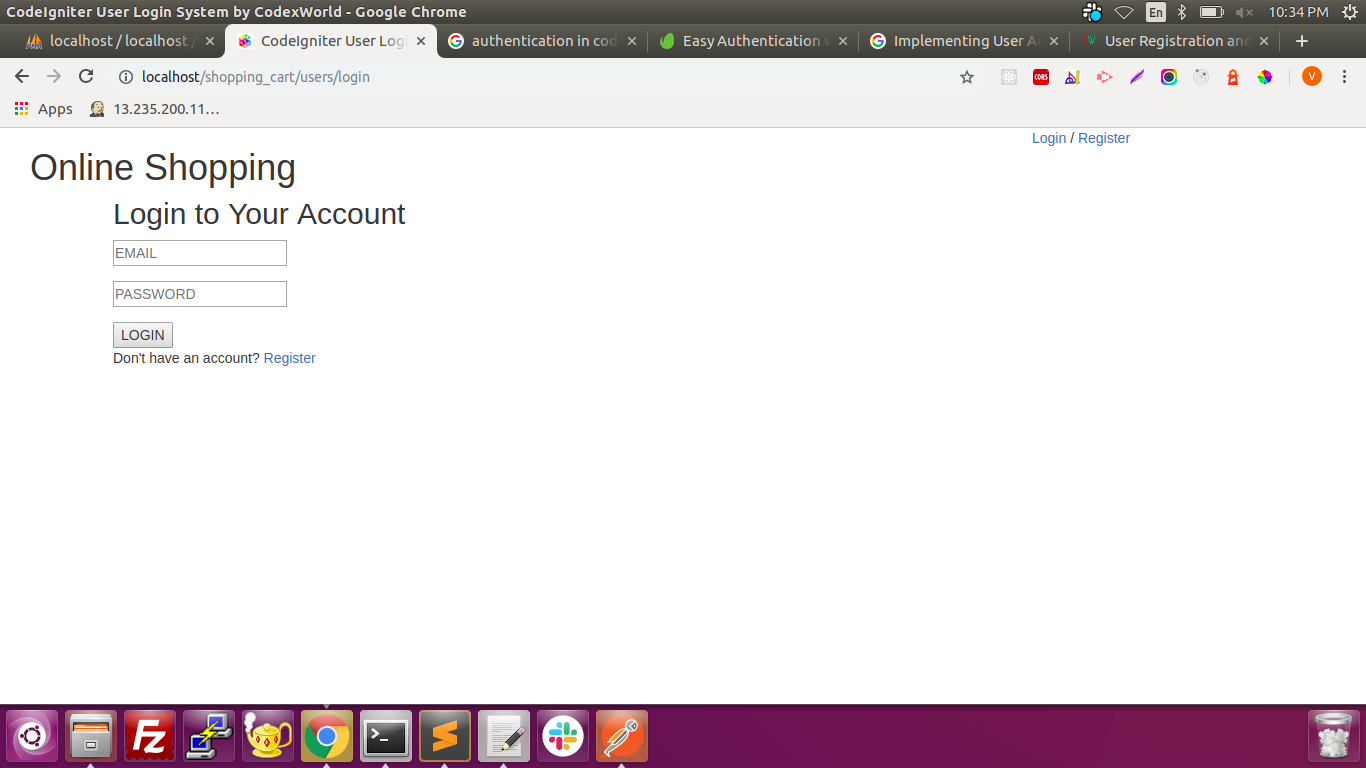 CodeIgniter User Login System by CodexWorld - Google Chrome
En
10:34 PM
localhost / localhost /
CodeIgniter User Log
authentication in cod
Easy Authentication
Implementing User A
User Registration and
localhost/shopping_cart/users/login
CORS
V
Apps
13.235.200.11…
Login / Register
Online Shopping
Login to Your Account
EMAIL
PASSWORD
LOGIN
Don't have an account? Register
Fz